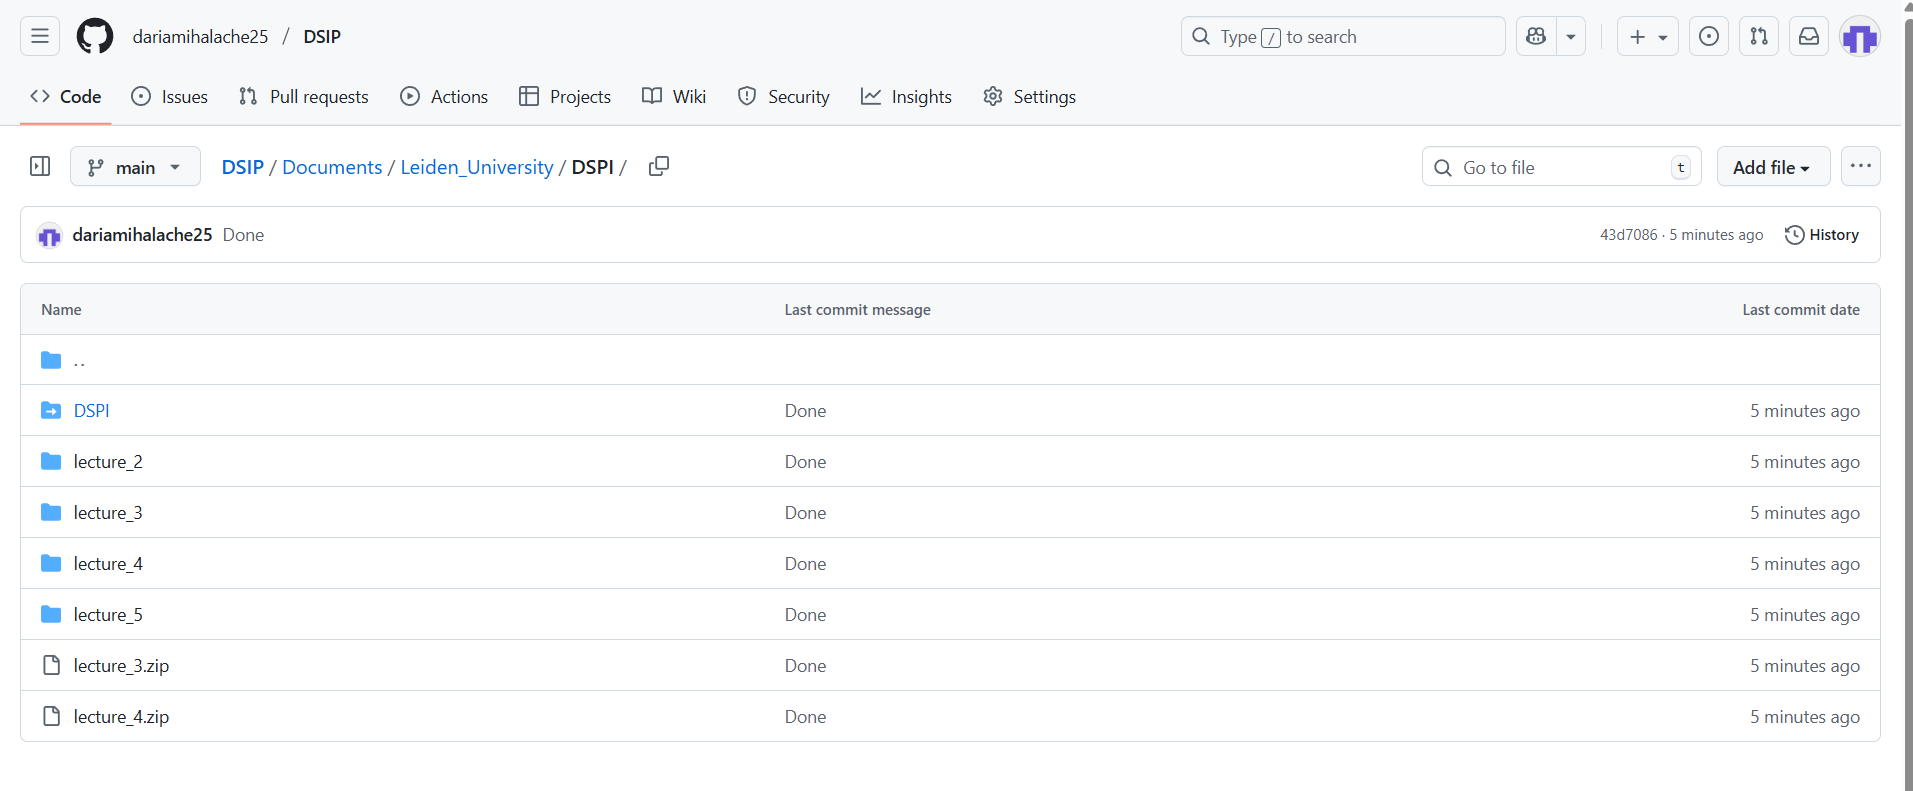 dariamihalache25 / DSIP
Type / to search
Code Issues Pull requests Actions Projects Wiki Security Insights Settings
main DSIP / Documents / Leiden_University / DSPI /
Go to file t Add file
dariamihalache25 Done 43d7086 · 5 minutes ago History
Name Last commit message Last commit date
..
DSPI Done 5 minutes ago
lecture_2 Done 5 minutes ago
lecture_3 Done 5 minutes ago
lecture_4 Done 5 minutes ago
lecture_5 Done 5 minutes ago
lecture_3.zip Done 5 minutes ago
lecture_4.zip Done 5 minutes ago